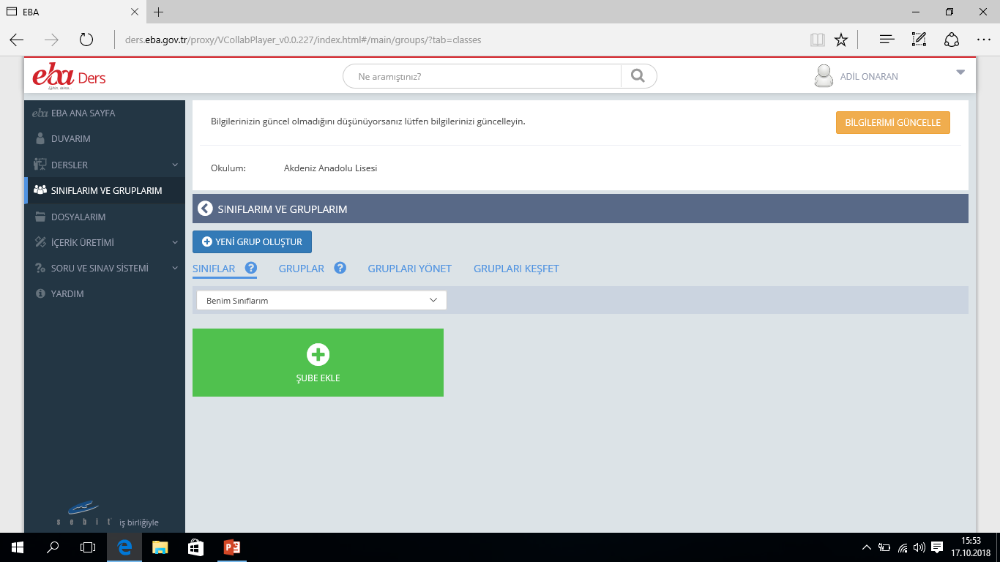 EBA
ders.eba.gov.tr/proxy/VCollabPlayer_v0.0.227/index.html#/main/groups/?tab=classes
eba Ders
Eğitim, daima..
Ne aramıştınız?
ADİL ONARAN
eba EBA ANA SAYFA
DUVARIM
DERSLER
SINIFLARIM VE GRUPLARIM
DOSYALARIM
İÇERİK ÜRETİMİ
SORU VE SINAV SİSTEMİ
YARDIM
sebit iş birliğiyle
Bilgilerinizin güncel olmadığını düşünüyorsanız lütfen bilgilerinizi güncelleyin.
BİLGİLERİMİ GÜNCELLE
Okulum: Akdeniz Anadolu Lisesi
SINIFLARIM VE GRUPLARIM
YENİ GRUP OLUŞTUR
SINIFLAR ? GRUPLAR ? GRUPLARI YÖNET GRUPLARI KEŞFET
Benim Sınıflarım
ŞUBE EKLE
15:53
17.10.2018